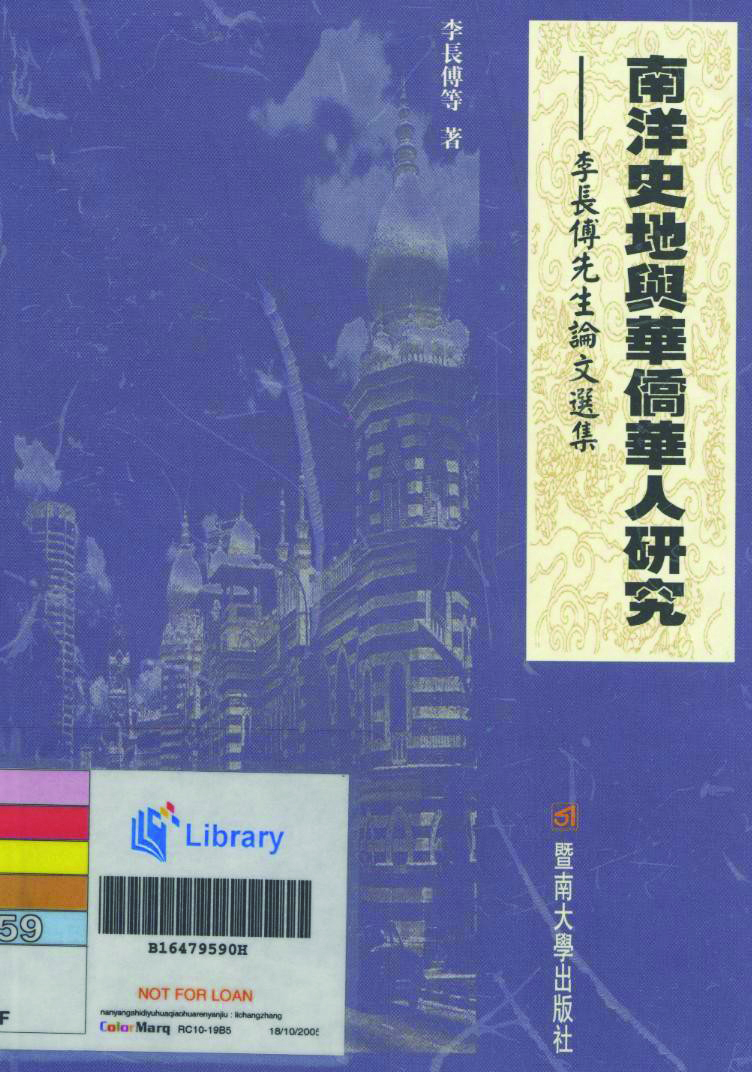 南洋史地與華僑華人研究
——李長傅先生論文選集
李長傅等 著
暨南大學出版社
Library
B16479590H
NOT FOR LOAN
nanyangshidiyuhuaqiaohuarenyanjiu : lichangzhang
ColorMarq RC10-19B5 18/10/2005
59
F